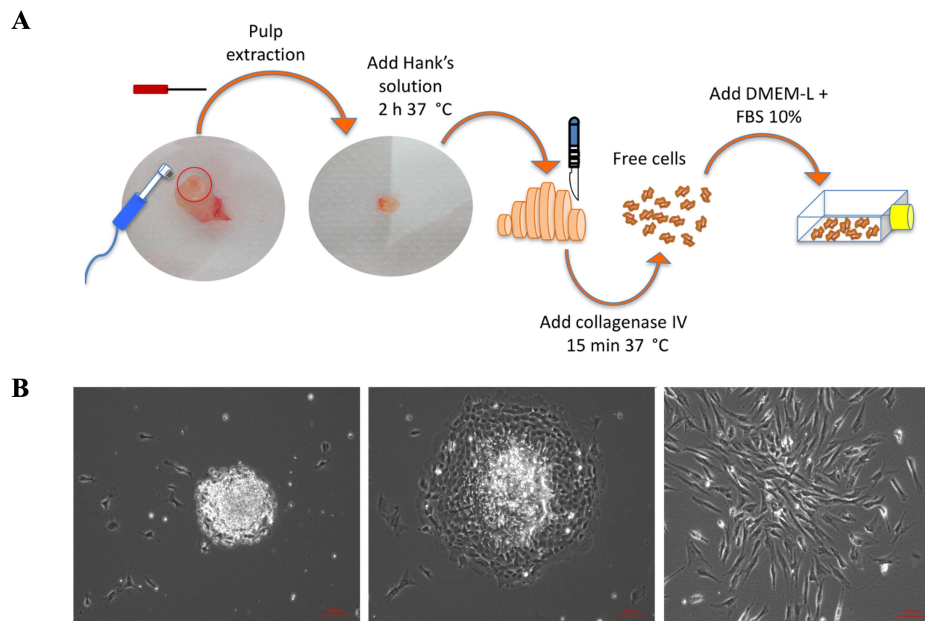 A
Pulp
extraction
Add Hank's
solution
2 h 37 °C
Add DMEM-L +
FBS 10%
Free cells
Add collagenase IV
15 min 37 °C
B